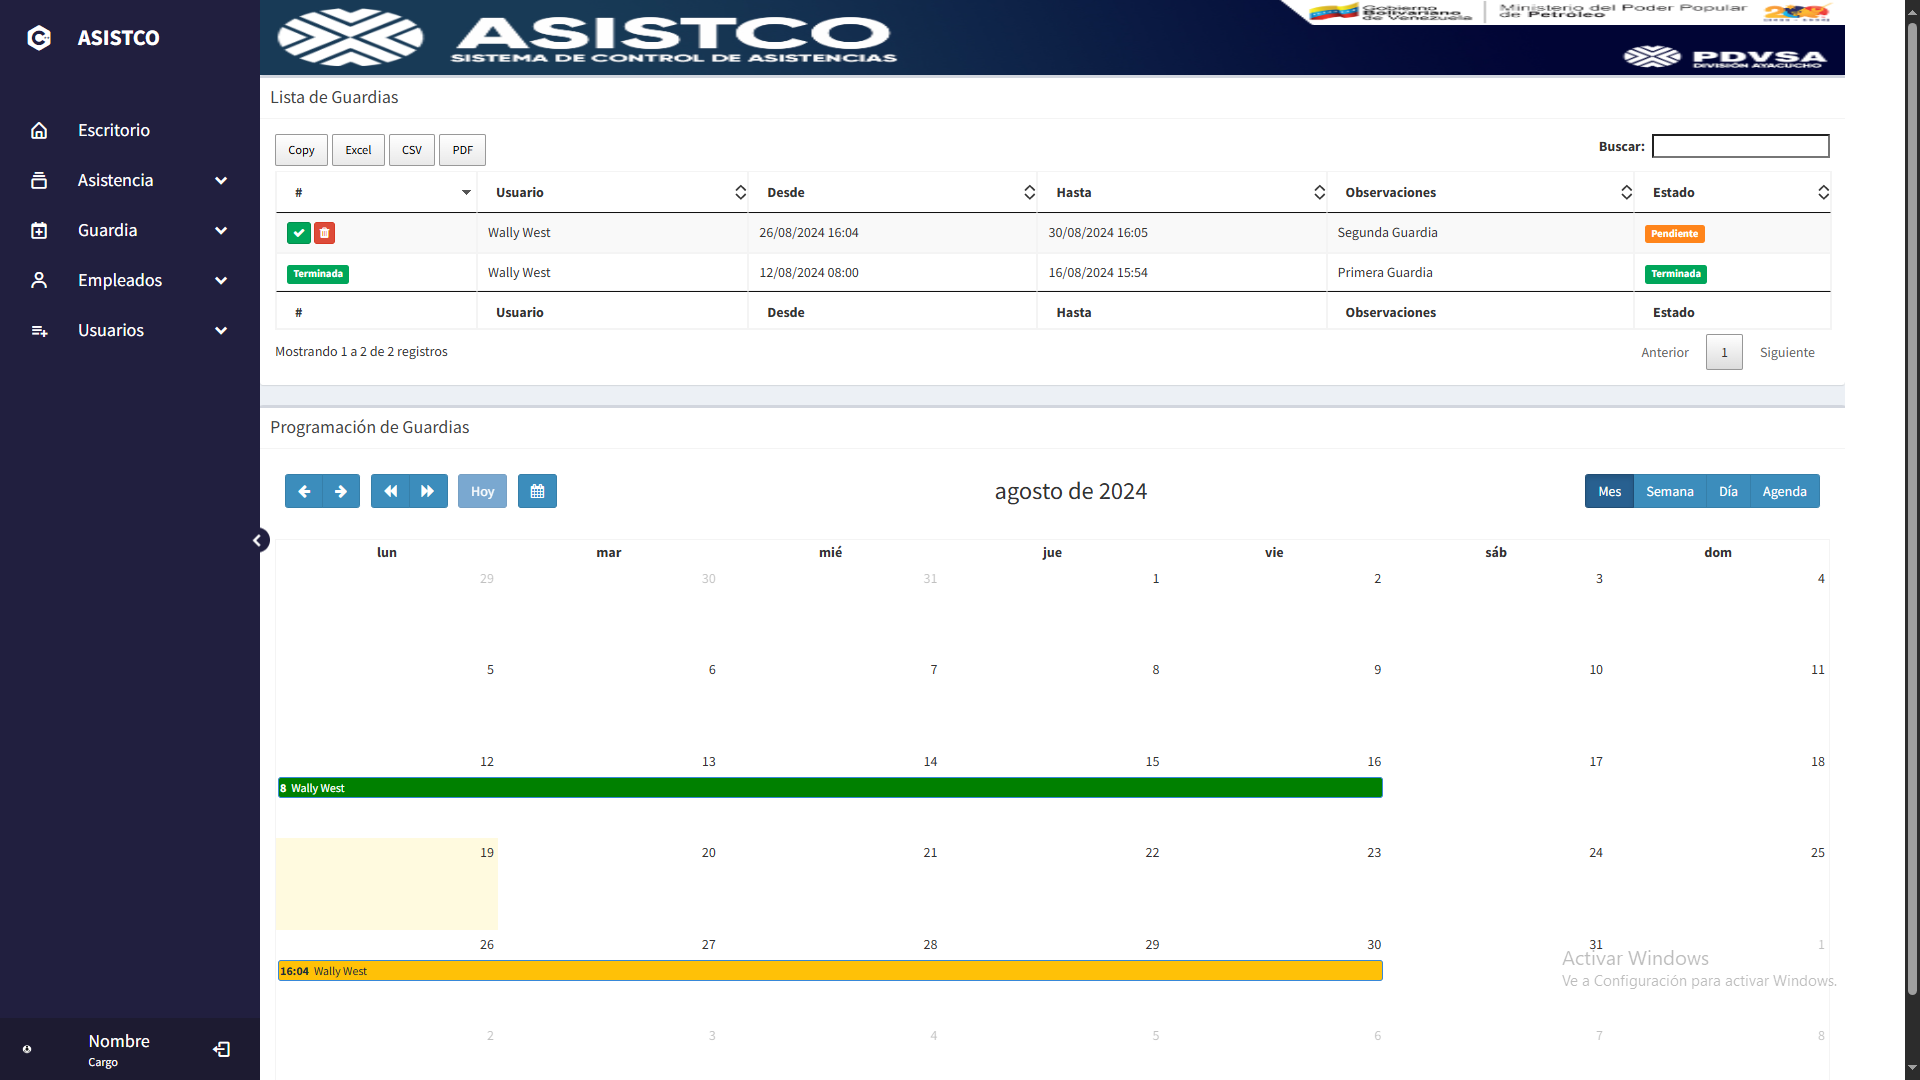 ASISTCO
Escritorio
Asistencia
Guardia
Empleados
Usuarios
Nombre
Cargo
ASISTCO
SISTEMA DE CONTROL DE ASISTENCIAS
Gobierno
Bolivariano
de Venezuela
Ministerio del Poder Popular
de Petróleo
PDVSA
DIVISIÓN AYACUCHO
Lista de Guardias
Copy Excel CSV PDF
Buscar:
# Usuario Desde Hasta Observaciones Estado
Wally West 26/08/2024 16:04 30/08/2024 16:05 Segunda Guardia Pendiente
Terminada Wally West 12/08/2024 08:00 16/08/2024 15:54 Primera Guardia Terminada
# Usuario Desde Hasta Observaciones Estado
Mostrando 1 a 2 de 2 registros
Anterior 1 Siguiente
Programación de Guardias
Hoy
agosto de 2024
Mes Semana Día Agenda
lun mar mié jue vie sáb dom
29 30 31 1 2 3 4
5 6 7 8 9 10 11
12 13 14 15 16 17 18
8 Wally West
19 20 21 22 23 24 25
26 27 28 29 30 31 1
16:04 Wally West
Activar Windows
Ve a Configuración para activar Windows.
2 3 4 5 6 7 8